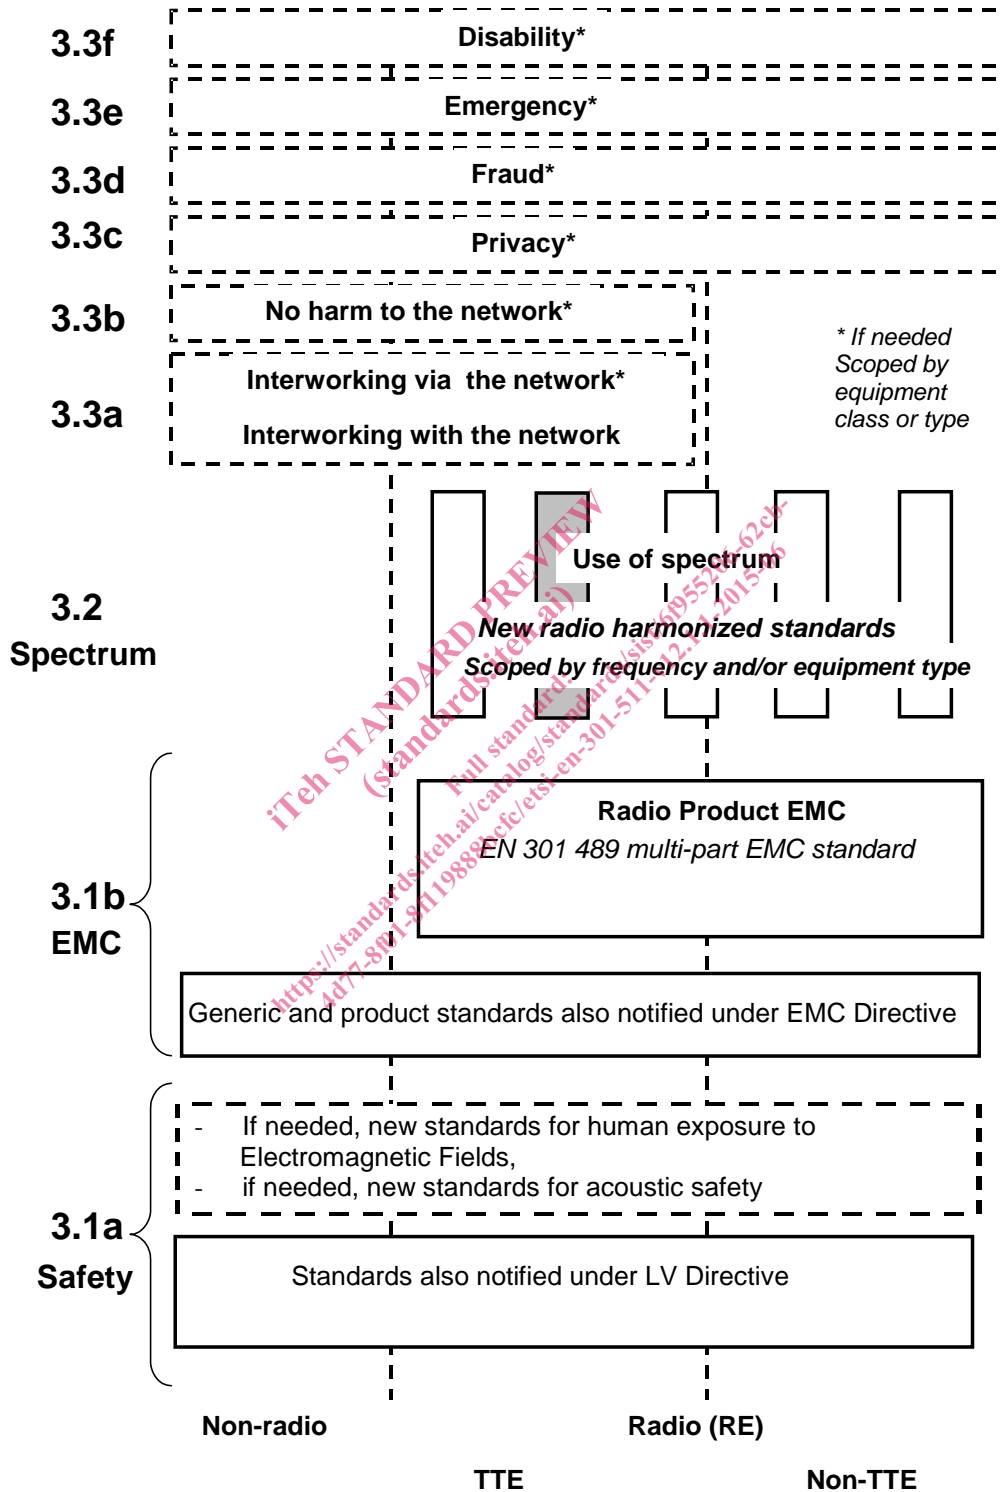 3.3f
Disability*
3.3e
Emergency*
3.3d
Fraud*
3.3c
Privacy*
3.3b
No harm to the network*
* If needed
Scoped by
equipment
class or type
3.3a
Interworking via the network*
Interworking with the network
3.2
Spectrum
Use of spectrum
New radio harmonized standards
Scoped by frequency and/or equipment type
iTeh STANDARD PREVIEW
(standards.iteh.ai)
Full standard:
3.1b
EMC
Radio Product EMC
EN 301 489 multi-part EMC standard
Generic and product standards also notified under EMC Directive
3.1a
Safety
- If needed, new standards for human exposure to
Electromagnetic Fields,
- if needed, new standards for acoustic safety
Standards also notified under LV Directive
Non-radio
Radio (RE)
TTE
Non-TTE